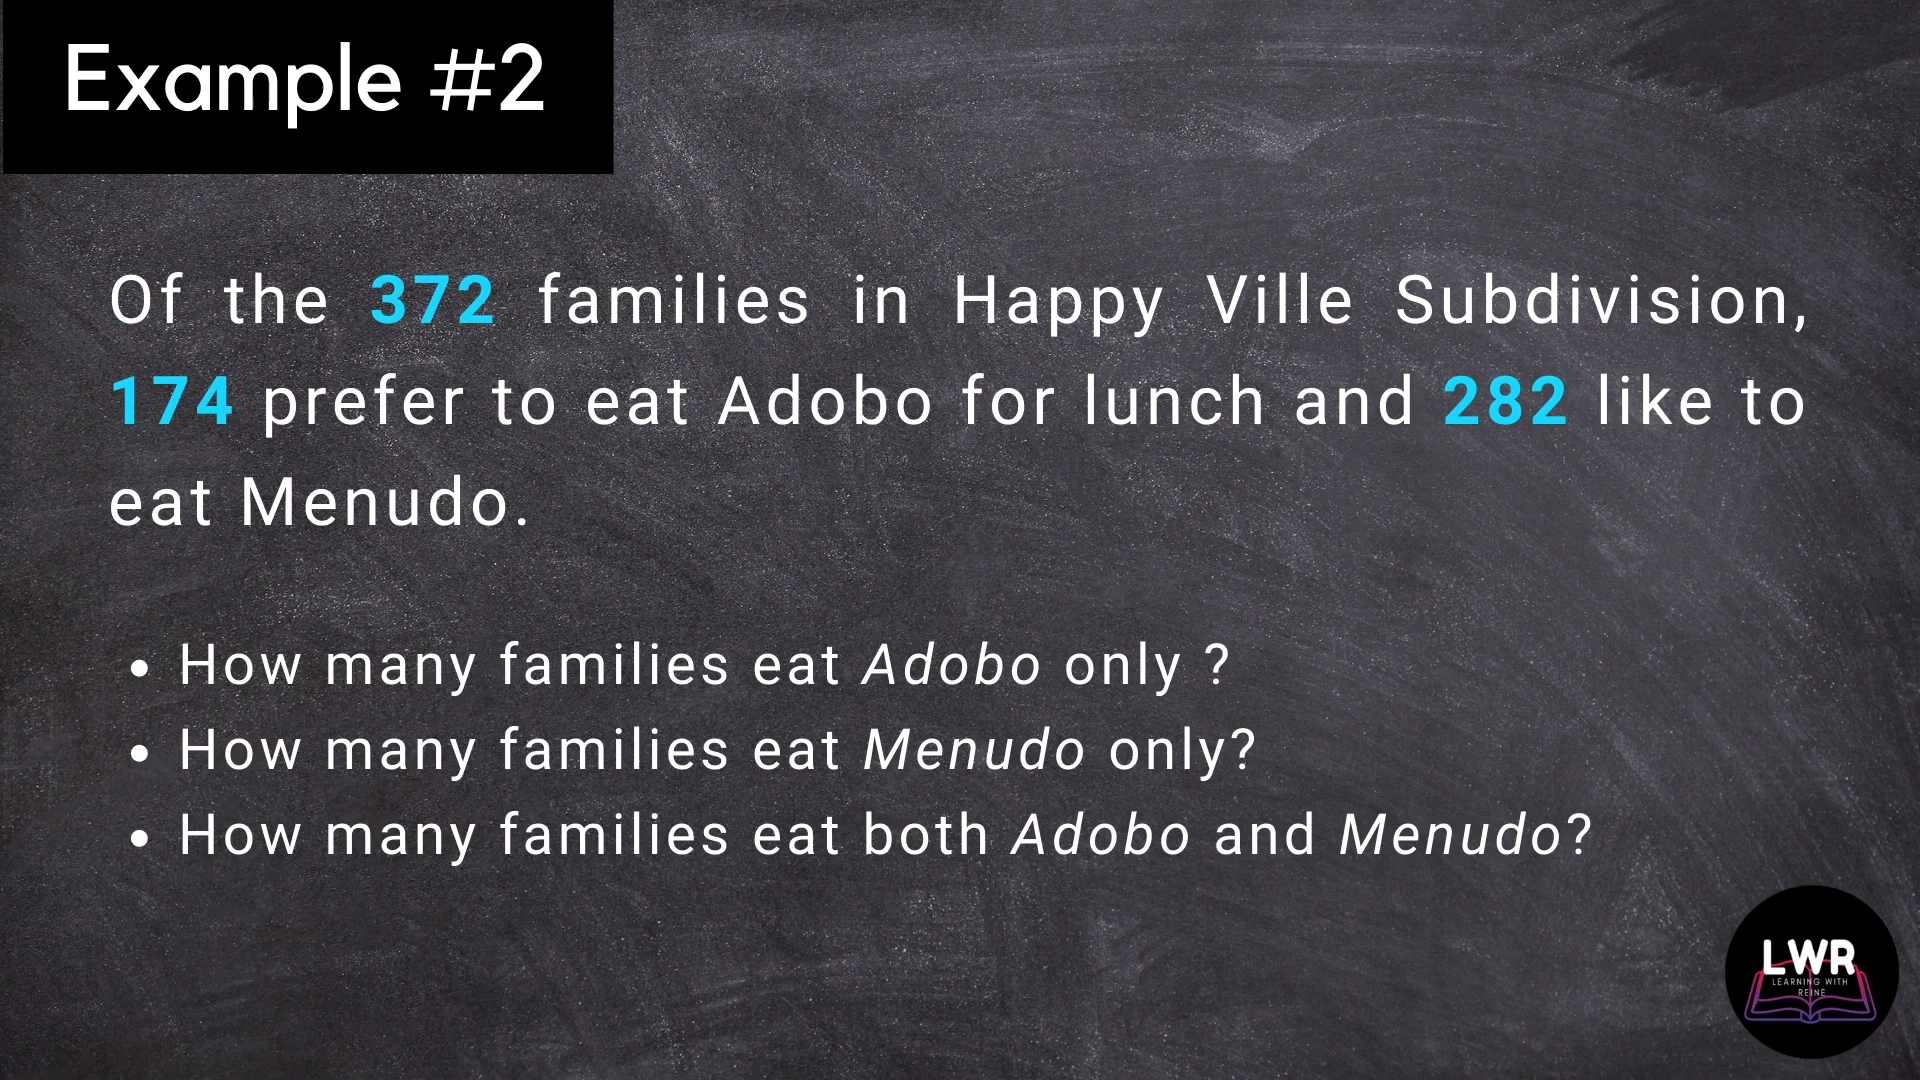 Example #2
Of the 372 families in Happy Ville Subdivision,
174 prefer to eat Adobo for lunch and 282 like to
eat Menudo.
• How many families eat Adobo only ?
• How many families eat Menudo only?
• How many families eat both Adobo and Menudo?
LWR
LEARNING WITH
REINE